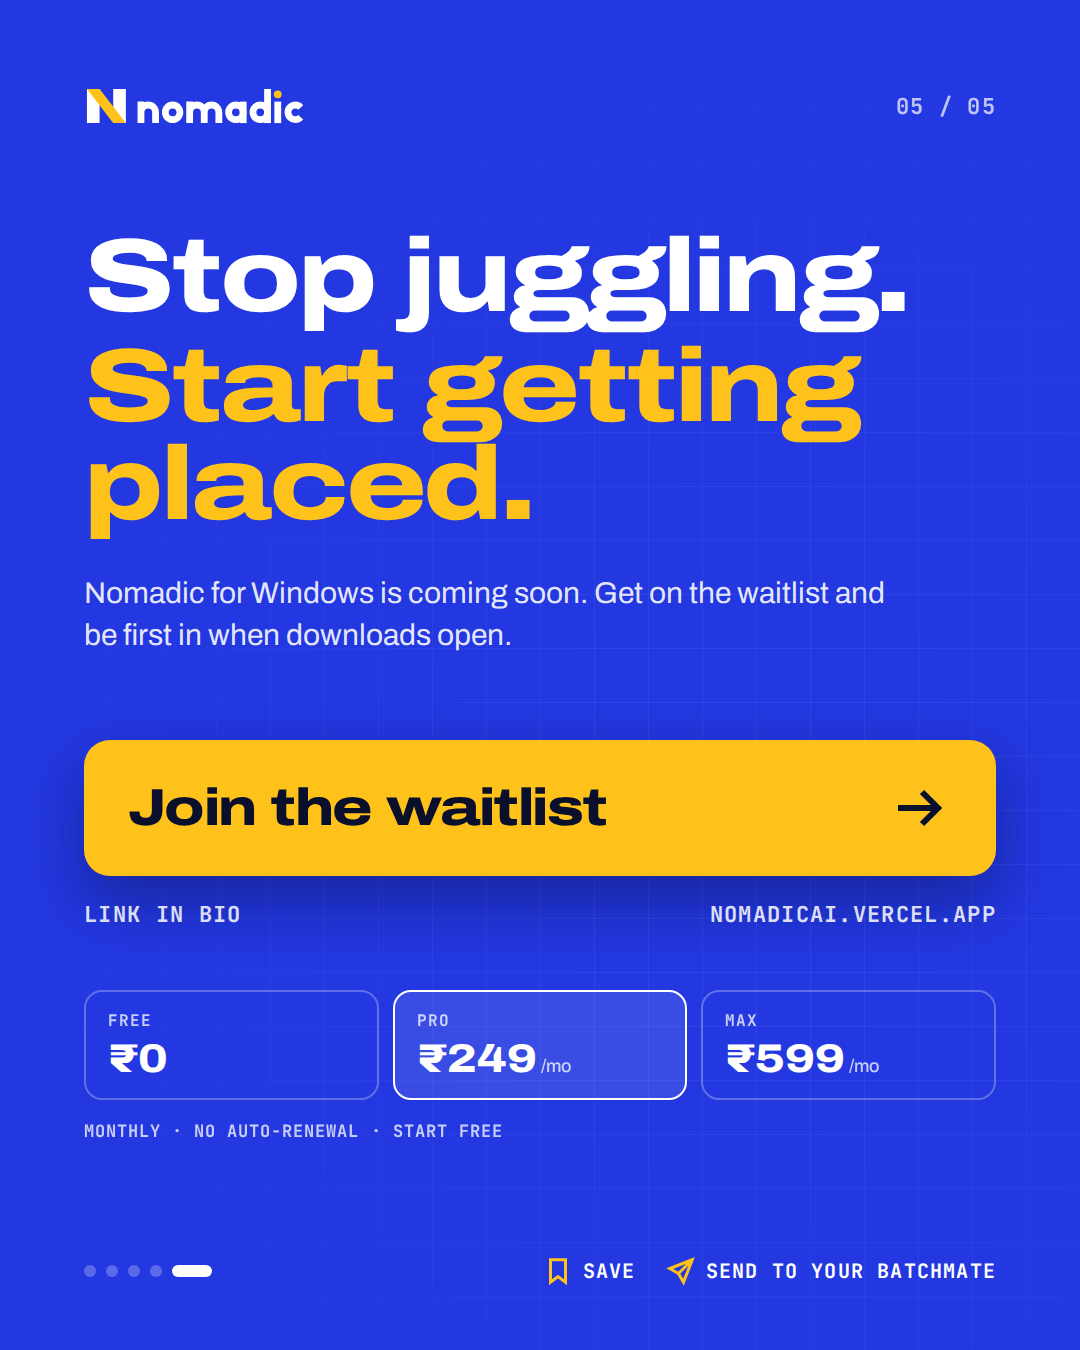 nomadic
05 / 05
Stop juggling.
Start getting
placed.
Nomadic for Windows is coming soon. Get on the waitlist and
be first in when downloads open.
Join the waitlist
LINK IN BIO
NOMADICAI.VERCEL.APP
FREE
₹0
PRO
₹249 /mo
MAX
₹599 /mo
MONTHLY · NO AUTO-RENEWAL · START FREE
SAVE
SEND TO YOUR BATCHMATE